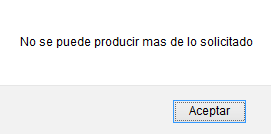 No se puede producir mas de lo solicitado
Aceptar